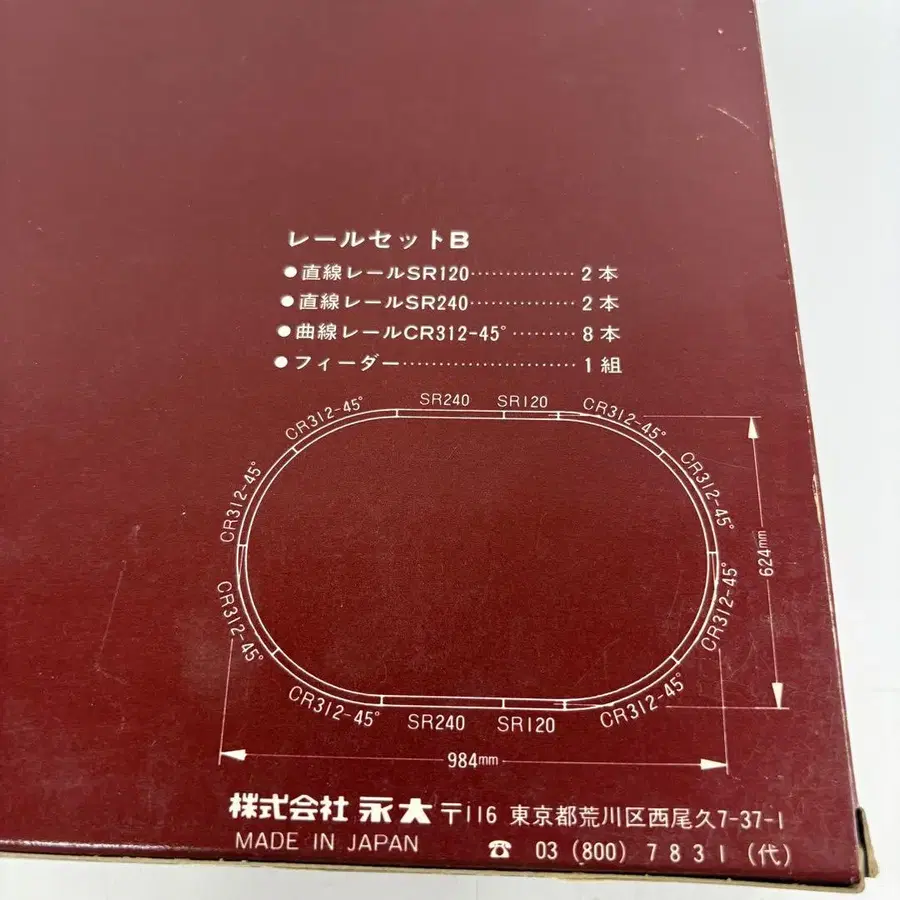 レールセットB
●直線レールSR120……………2本
●直線レールSR240……………2本
●曲線レールCR312-45°………8本
●フィーダー……………………1組
SR240 SR120
CR312-45° CR312-45°
CR312-45° CR312-45°
624mm
CR312-45° CR312-45°
CR312-45° CR312-45°
SR240 SR120
984mm
株式会社 永大 〒116 東京都荒川区西尾久7-37-1
MADE IN JAPAN ☎ 03 (800) 7831 (代)